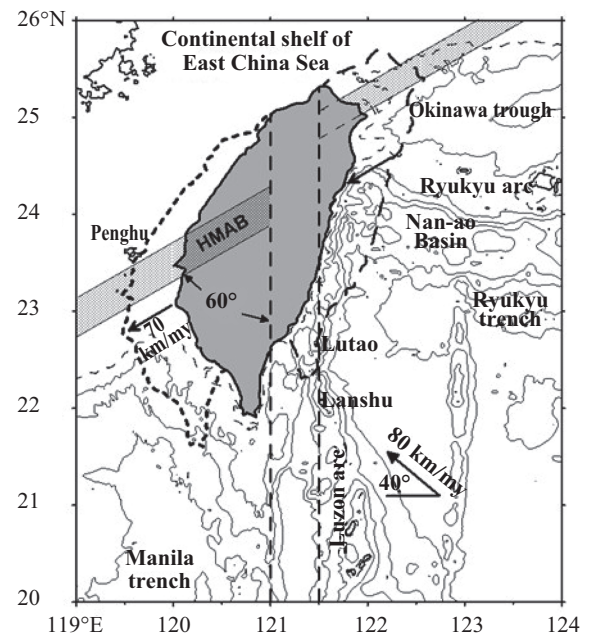 26°N
Continental shelf of
East China Sea
25
Okinawa trough
Ryukyu arc
24
Nan-ao
Basin
Penghu
HMAB
23
60°
Ryukyu
trench
70
km/my
Lutao
22
Lanshu
80 km/my
40°
21
Luzon arc
Manila
trench
20
119°E
120
121
122
123
124